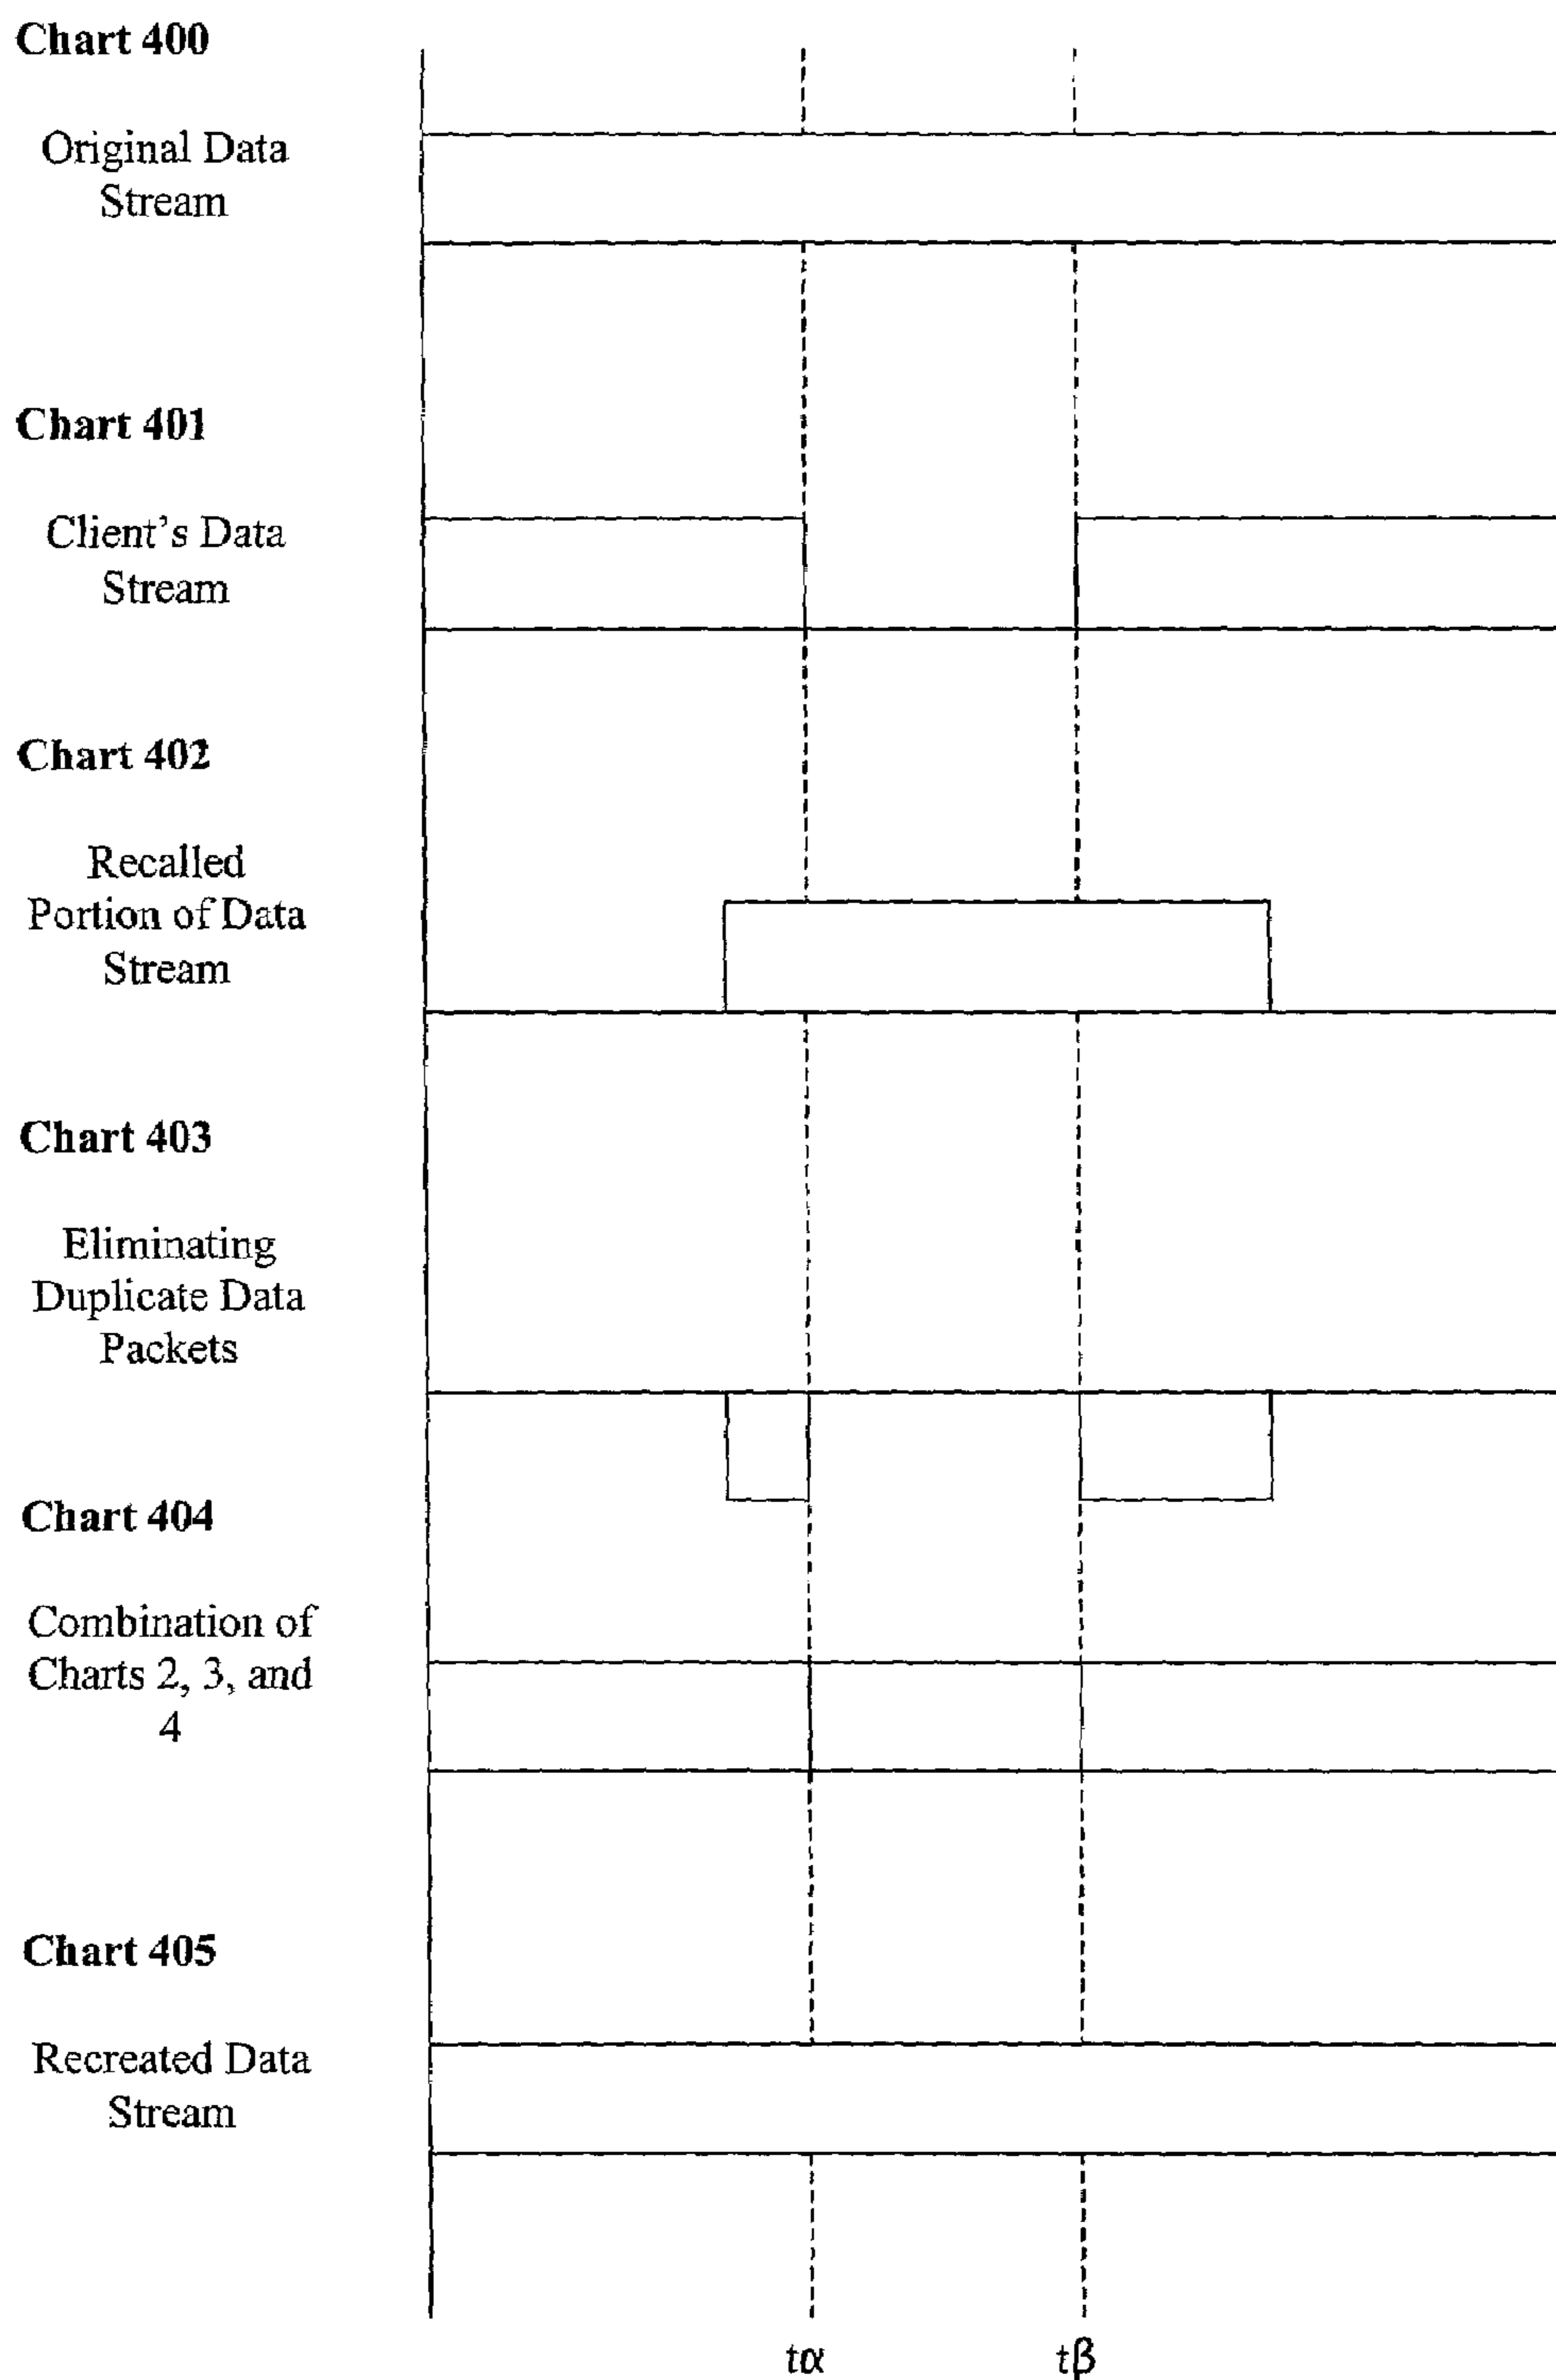 Chart 400
Original Data
Stream
Chart 401
Client's Data
Stream
Chart 402
Recalled
Portion of Data
Stream
Chart 403
Eliminating
Duplicate Data
Packets
Chart 404
Combination of
Charts 2, 3, and
4
Chart 405
Recreated Data
Stream
tα
tβ